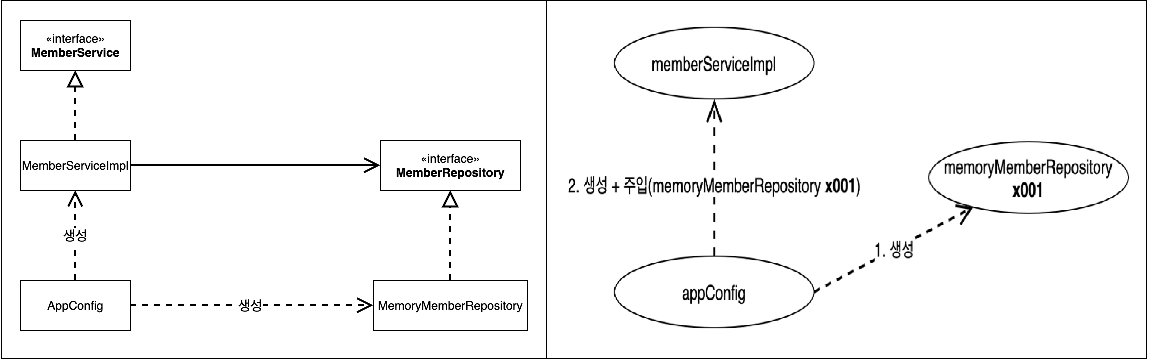 «interface»
MemberService
MemberServiceImpl
«interface»
MemberRepository
생성
AppConfig
생성
MemoryMemberRepository
memberServiceImpl
memoryMemberRepository
x001
2. 생성 + 주입(memoryMemberRepository x001)
1. 생성
appConfig